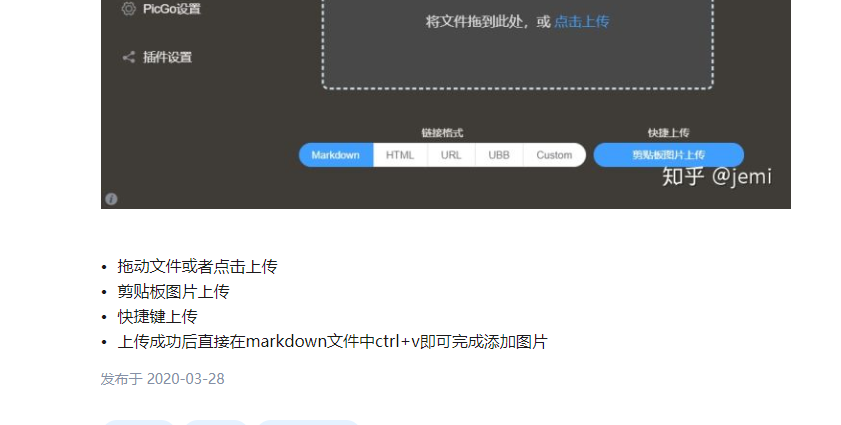 PicGo设置
将文件拖到此处，或 点击上传
插件设置
链接格式
快捷上传
Markdown
HTML
URL
UBB
Custom
剪贴板图片上传
知乎 @jemi
• 拖动文件或者点击上传
• 剪贴板图片上传
• 快捷键上传
• 上传成功后直接在markdown文件中ctrl+v即可完成添加图片
发布于 2020-03-28